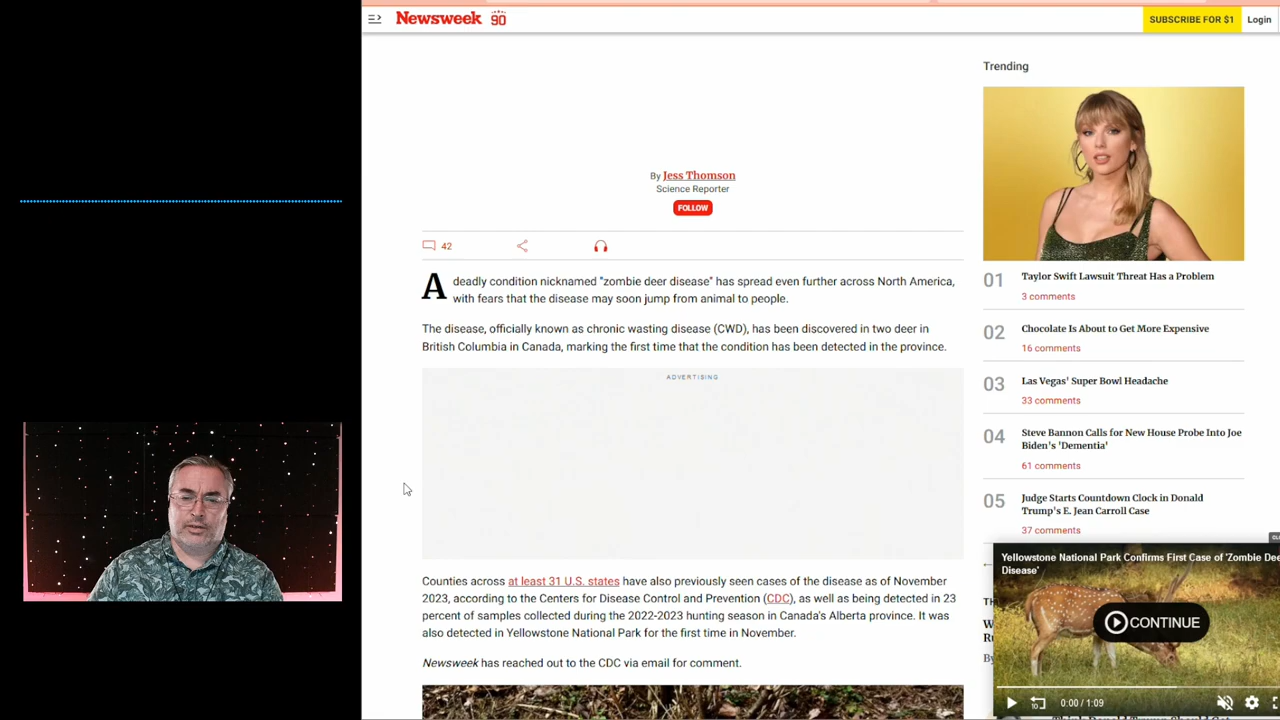 Newsweek 90
SUBSCRIBE FOR $1
Login
By Jess Thomson
Science Reporter
FOLLOW
42
A deadly condition nicknamed "zombie deer disease" has spread even further across North America,
with fears that the disease may soon jump from animal to people.
The disease, officially known as chronic wasting disease (CWD), has been discovered in two deer in
British Columbia in Canada, marking the first time that the condition has been detected in the province.
ADVERTISING
Counties across at least 31 U.S. states have also previously seen cases of the disease as of November
2023, according to the Centers for Disease Control and Prevention (CDC), as well as being detected in 23
percent of samples collected during the 2022-2023 hunting season in Canada's Alberta province. It was
also detected in Yellowstone National Park for the first time in November.
Newsweek has reached out to the CDC via email for comment.
Trending
01
Taylor Swift Lawsuit Threat Has a Problem
3 comments
02
Chocolate Is About to Get More Expensive
16 comments
03
Las Vegas' Super Bowl Headache
33 comments
04
Steve Bannon Calls for New House Probe Into Joe
Biden's 'Dementia'
61 comments
05
Judge Starts Countdown Clock in Donald
Trump's E. Jean Carroll Case
37 comments
Yellowstone National Park Confirms First Case of 'Zombie Dee
Disease'
CONTINUE
10
0:00 / 1:09